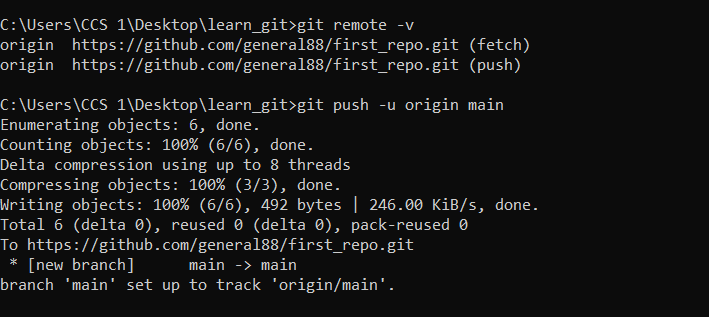 C:\Users\CCS 1\Desktop\learn_git>git remote -v
origin  https://github.com/general88/first_repo.git (fetch)
origin  https://github.com/general88/first_repo.git (push)

C:\Users\CCS 1\Desktop\learn_git>git push -u origin main
Enumerating objects: 6, done.
Counting objects: 100% (6/6), done.
Delta compression using up to 8 threads
Compressing objects: 100% (3/3), done.
Writing objects: 100% (6/6), 492 bytes | 246.00 KiB/s, done.
Total 6 (delta 0), reused 0 (delta 0), pack-reused 0
To https://github.com/general88/first_repo.git
 * [new branch]      main -> main
branch 'main' set up to track 'origin/main'.